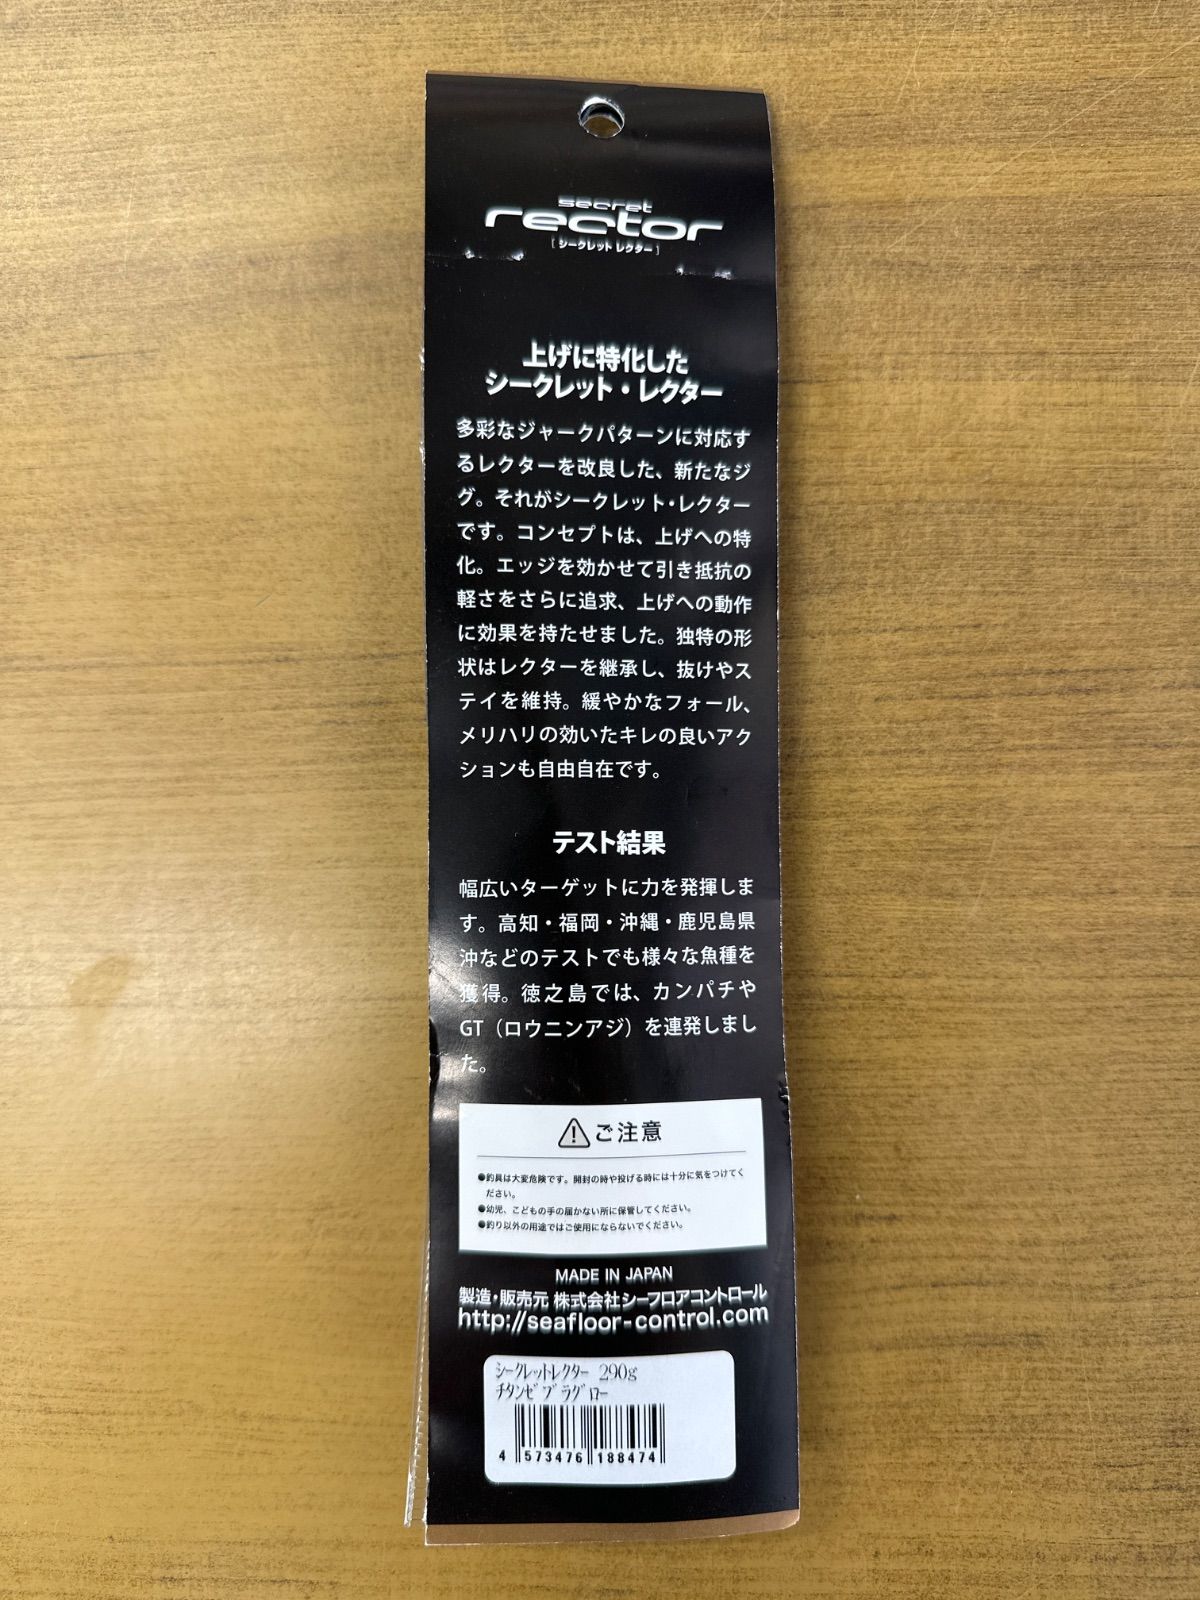 secret
rector
[ シークレット レクター ]
上げに特化した
シークレット・レクター
多彩なジャークパターンに対応す
るレクターを改良した、新たなジ
グ。それがシークレット・レクター
です。コンセプトは、上げへの特
化。エッジを効かせて引き抵抗の
軽さをさらに追求、上げへの動作
に効果を持たせました。独特の形
状はレクターを継承し、抜けやス
テイを維持。緩やかなフォール、
メリハリの効いたキレの良いアク
ションも自由自在です。
テスト結果
幅広いターゲットに力を発揮しま
す。高知・福岡・沖縄・鹿児島県
沖などのテストでも様々な魚種を
獲得。徳之島では、カンパチや
GT（ロウニンアジ）を連発しまし
た。
ご注意
●釣具は大変危険です。開封の時や投げる時には十分に気をつけてく
ださい。
●幼児、こどもの手の届かない所に保管してください。
●釣り以外の用途ではご使用にならないでください。
MADE IN JAPAN
製造・販売元 株式会社シーフロアコントロール
http://seafloor-control.com
シークレットレクター 290g
チタンゼブラグロー
4 573476 188474